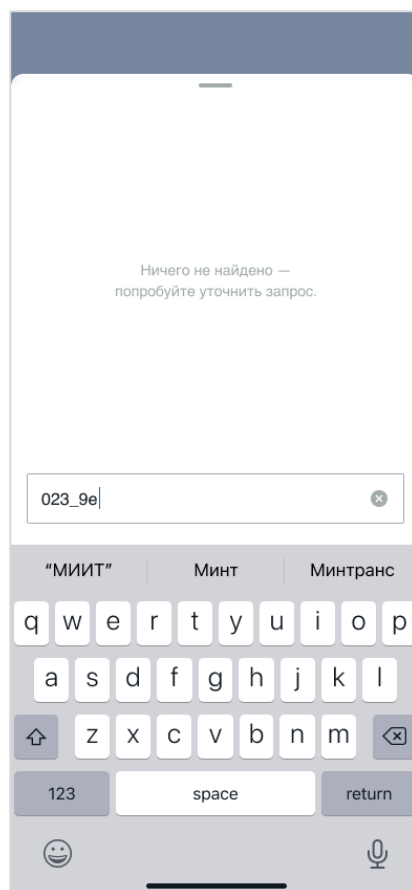 Ничего не найдено —
попробуйте уточнить запрос.
023_9e
“МИИТ” Минт Минтранс
q w e r t y u i o p
a s d f g h j k l
z x c v b n m
123 space return